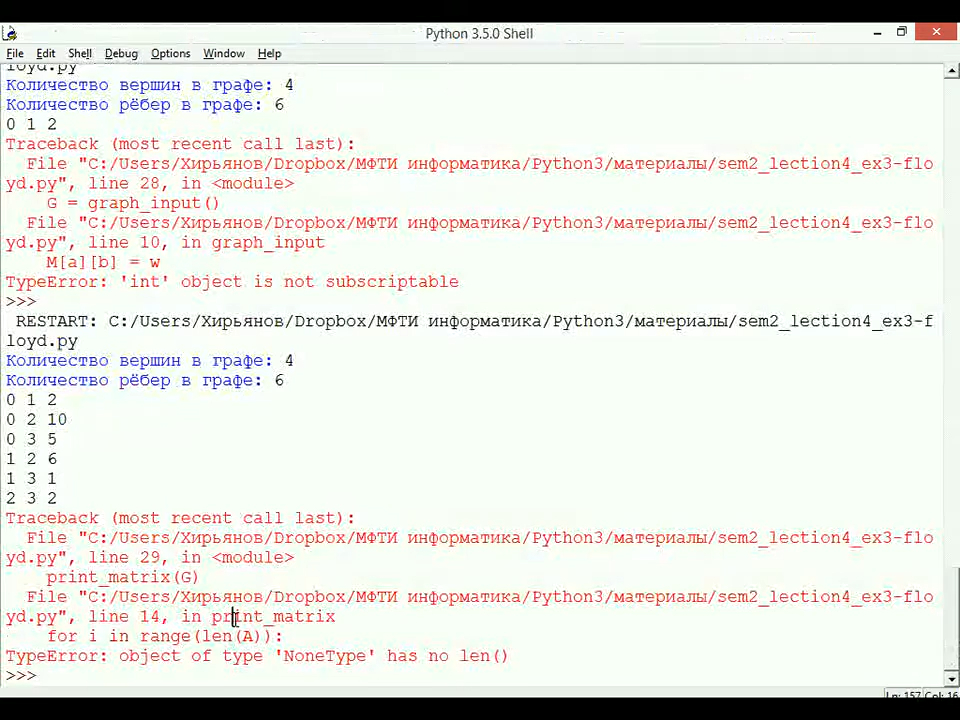 Python 3.5.0 Shell
File Edit Shell Debug Options Window Help
loyd.py
Количество вершин в графе: 4
Количество рёбер в графе: 6
0 1 2
Traceback (most recent call last):
  File "C:/Users/Хирьянов/Dropbox/МФТИ информатика/Python3/материалы/sem2_lection4_ex3-flo
yd.py", line 28, in <module>
    G = graph_input()
  File "C:/Users/Хирьянов/Dropbox/МФТИ информатика/Python3/материалы/sem2_lection4_ex3-flo
yd.py", line 10, in graph_input
    M[a][b] = w
TypeError: 'int' object is not subscriptable
>>>
 RESTART: C:/Users/Хирьянов/Dropbox/МФТИ информатика/Python3/материалы/sem2_lection4_ex3-f
loyd.py
Количество вершин в графе: 4
Количество рёбер в графе: 6
0 1 2
0 2 10
0 3 5
1 2 6
1 3 1
2 3 2
Traceback (most recent call last):
  File "C:/Users/Хирьянов/Dropbox/МФТИ информатика/Python3/материалы/sem2_lection4_ex3-flo
yd.py", line 29, in <module>
    print_matrix(G)
  File "C:/Users/Хирьянов/Dropbox/МФТИ информатика/Python3/материалы/sem2_lection4_ex3-flo
yd.py", line 14, in print_matrix
    for i in range(len(A)):
TypeError: object of type 'NoneType' has no len()
>>>
Ln: 157 Col: 16